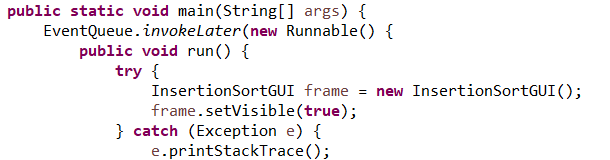 public static void main(String[] args) {
    EventQueue.invokeLater(new Runnable() {
        public void run() {
            try {
                InsertionSortGUI frame = new InsertionSortGUI();
                frame.setVisible(true);
            } catch (Exception e) {
                e.printStackTrace();